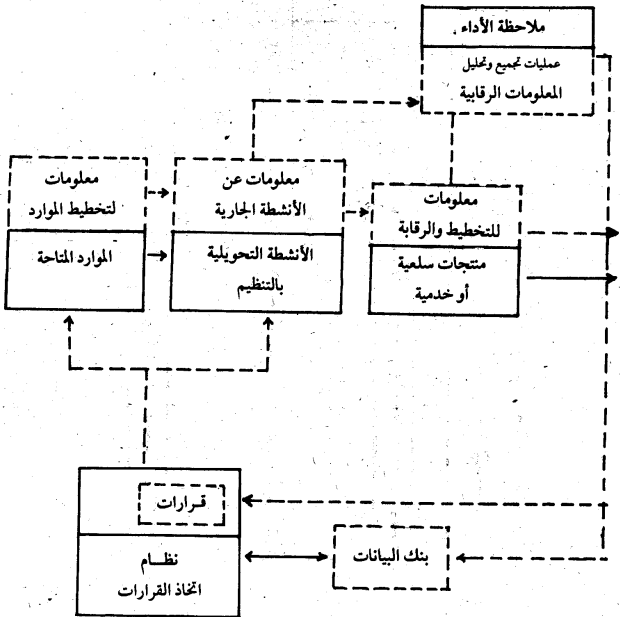 ملاحظة الأداء
عمليات تجميع وتحليل
المعلومات الرقابية
معلومات
لتخطيط الموارد
الموارد المتاحة
معلومات عن
الأنشطة الجارية
الأنشطة التحويلية
بالتنظيم
معلومات
للتخطيط والرقابة
منتجات سلعية
أو خدمية
قرارات
نظام
اتخاذ القرارات
بنك البيانات